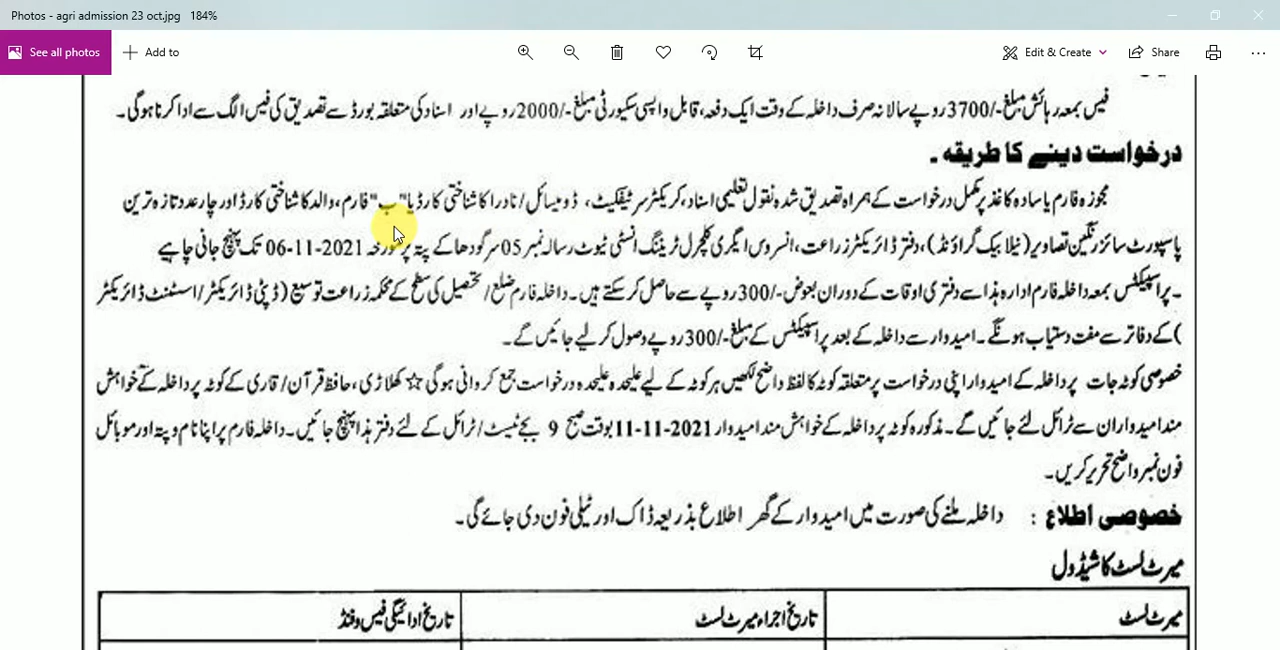 Photos - agri admission 23 oct.jpg 184%
See all photos
Add to
Edit & Create
Share
فیس بمعہ رہائش مبلغ -/3700 روپے سالانہ صرف داخلہ کے وقت ایک دفعہ، قابل واپسی سکیورٹی مبلغ -/2000 روپے اور اسناد کی متعلقہ بورڈ سے تصدیق کی فیس الگ سے ادا کرنا ہوگی۔
درخواست دینے کا طریقہ ۔
مجوزہ فارم یا سادہ کاغذ پر مکمل درخواست کے ہمراہ تصدیق شدہ نقول تعلیمی اسناد، کریکٹر سرٹیفکیٹ، ڈومیسائل / نادرا کا شناختی کارڈ یا "ب" فارم، والد کا شناختی کارڈ اور چار عدد تازہ ترین
پاسپورٹ سائز رنگین تصاویر (نیلا بیک گراؤنڈ)، دفتر ڈائریکٹر زراعت، انسروس ایگری کلچرل ٹریننگ انسٹی ٹیوٹ رسالہ نمبر 05 سرگودھا کے پتہ پر مورخہ 06-11-2021 تک پہنچ جانی چاہیے
۔ پراسپیکٹس بمعہ داخلہ فارم ادارہ ہذا سے دفتری اوقات کے دوران بعوض -/300 روپے سے حاصل کر سکتے ہیں۔ داخلہ فارم ضلع / تحصیل کی سطح کے محکمہ زراعت توسیع (ڈپٹی ڈائریکٹر / اسسٹنٹ ڈائریکٹر
) کے دفاتر سے مفت دستیاب ہونگے۔ امیدوار سے داخلہ کے بعد پراسپیکٹس کے مبلغ -/300 روپے وصول کر لیے جائیں گے۔
خصوصی کوٹہ جات پر داخلہ کے امیدوار اپنی درخواست پر متعلقہ کوٹہ کا لفظ واضح لکھیں ہر کوٹہ کے لیے علیحدہ علیحدہ درخواست جمع کروانی ہوگی ☆ کھلاڑی، حافظ قرآن / قاری کے کوٹہ پر داخلہ کے خواہش
مند امیدواران سے ٹرائل لئے جائیں گے۔ مذکورہ کوٹہ پر داخلہ کے خواہش مند امیدوار 11-11-2021 بوقت صبح 9 بجے ٹیسٹ / ٹرائل کے لئے دفتر ہذا پہنچ جائیں۔ داخلہ فارم پر اپنا نام و پتہ اور موبائل
فون نمبر واضح تحریر کریں۔
خصوصی اطلاع : داخلہ ملنے کی صورت میں امیدوار کے گھر اطلاع بذریعہ ڈاک اور ٹیلی فون دی جائے گی۔
میرٹ لسٹ کا شیڈول
میرٹ لسٹ تاریخ اجراء میرٹ لسٹ تاریخ ادائیگی فیس و فنڈ